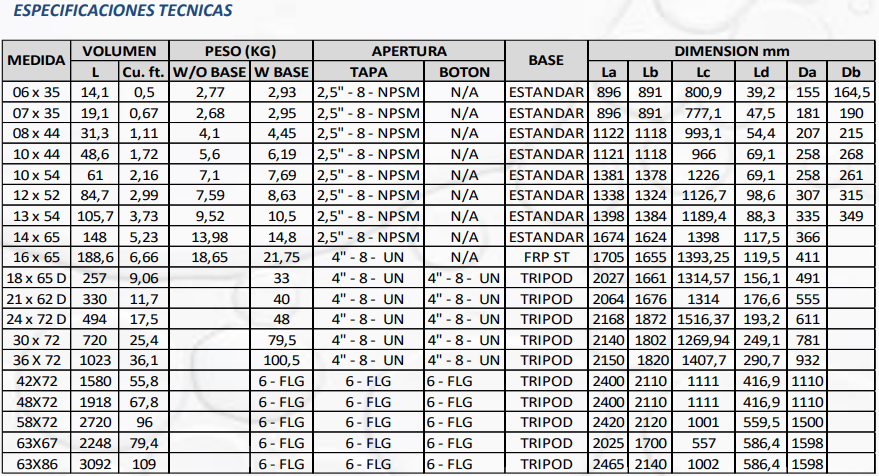 ESPECIFICACIONES TECNICAS
MEDIDA VOLUMEN PESO (KG) APERTURA BASE DIMENSION mm
L Cu. ft. W/O BASE W BASE TAPA BOTON La Lb Lc Ld Da Db
06 x 35 14,1 0,5 2,77 2,93 2,5" - 8 - NPSM N/A ESTANDAR 896 891 800,9 39,2 155 164,5
07 x 35 19,1 0,67 2,68 2,95 2,5" - 8 - NPSM N/A ESTANDAR 896 891 777,1 47,5 181 190
08 x 44 31,3 1,11 4,1 4,45 2,5" - 8 - NPSM N/A ESTANDAR 1122 1118 993,1 54,4 207 215
10 x 44 48,6 1,72 5,6 6,19 2,5" - 8 - NPSM N/A ESTANDAR 1121 1118 966 69,1 258 268
10 x 54 61 2,16 7,1 7,69 2,5" - 8 - NPSM N/A ESTANDAR 1381 1378 1226 69,1 258 261
12 x 52 84,7 2,99 7,59 8,63 2,5" - 8 - NPSM N/A ESTANDAR 1338 1324 1126,7 98,6 307 315
13 x 54 105,7 3,73 9,52 10,5 2,5" - 8 - NPSM N/A ESTANDAR 1398 1384 1189,4 88,3 335 349
14 x 65 148 5,23 13,98 14,8 2,5" - 8 - NPSM N/A ESTANDAR 1674 1624 1398 117,5 366
16 x 65 188,6 6,66 18,65 21,75 4" - 8 - UN N/A FRP ST 1705 1655 1393,25 119,5 411
18 x 65 D 257 9,06 33 4" - 8 - UN 4" - 8 - UN TRIPOD 2027 1661 1314,57 156,1 491
21 x 62 D 330 11,7 40 4" - 8 - UN 4" - 8 - UN TRIPOD 2064 1676 1314 176,6 555
24 x 72 D 494 17,5 48 4" - 8 - UN 4" - 8 - UN TRIPOD 2168 1872 1516,37 193,2 611
30 x 72 720 25,4 79,5 4" - 8 - UN 4" - 8 - UN TRIPOD 2140 1802 1269,94 249,1 781
36 X 72 1023 36,1 100,5 4" - 8 - UN 4" - 8 - UN TRIPOD 2150 1820 1407,7 290,7 932
42X72 1580 55,8 6 - FLG 6 - FLG 6 - FLG TRIPOD 2400 2110 1111 416,9 1110
48X72 1918 67,8 6 - FLG 6 - FLG 6 - FLG TRIPOD 2400 2110 1111 416,9 1110
58X72 2720 96 6 - FLG 6 - FLG 6 - FLG TRIPOD 2420 2120 1001 559,5 1500
63X67 2248 79,4 6 - FLG 6 - FLG 6 - FLG TRIPOD 2025 1700 557 586,4 1598
63X86 3092 109 6 - FLG 6 - FLG 6 - FLG TRIPOD 2465 2140 1002 586,4 1598